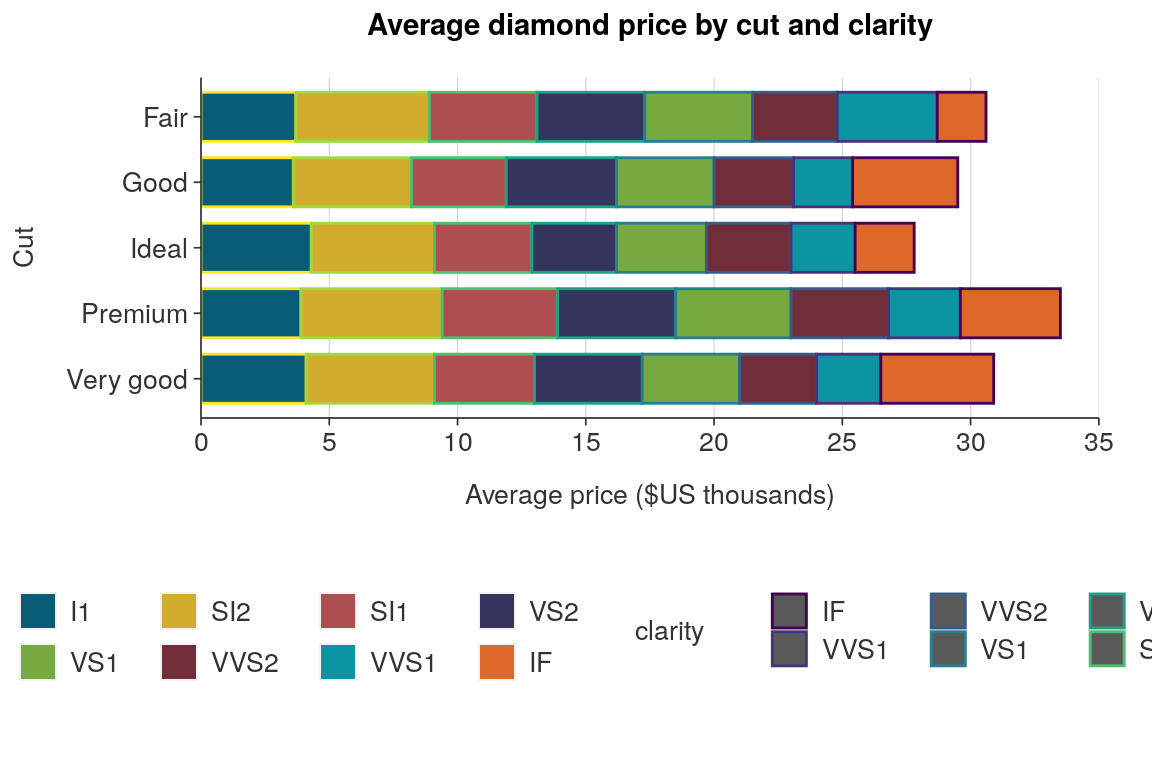 Average diamond price by cut and clarity
Cut
Fair
Good
Ideal
Premium
Very good
0 5 10 15 20 25 30 35
Average price ($US thousands)
I1 SI2 SI1 VS2
VS1 VVS2 VVS1 IF
clarity
IF VVS2
VVS1 VS1